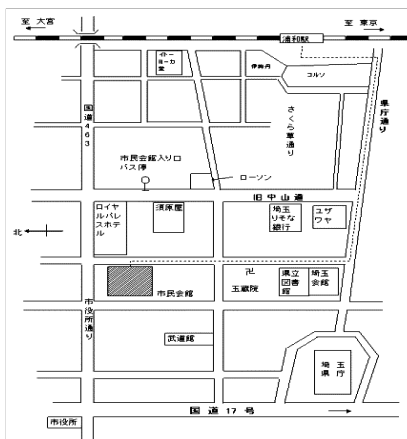 至 大宮
至 東京
浦和駅
イトーヨーカ堂
伊勢丹
コルソ
国道463
さくら草通り
県庁通り
市民会館入り口
バス停
ローソン
旧中山道
ロイヤルパレスホテル
須原屋
埼玉りそな銀行
ユザワヤ
北
市民会館
卍
玉蔵院
県立図書館
埼玉会館
市役所通り
武道館
埼玉県庁
国道17号
市役所